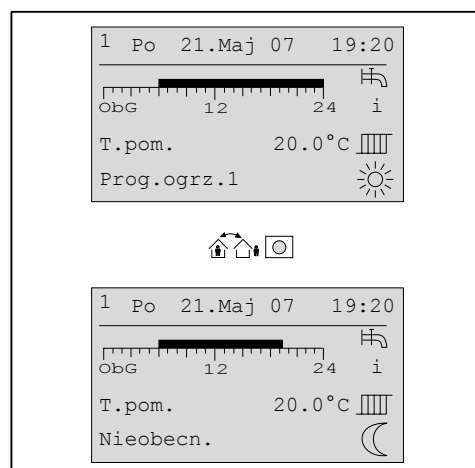 1 Po 21.Maj 07 19:20
ObG 12 24 i
T.pom. 20.0°C
Prog.ogrz.1
1 Po 21.Maj 07 19:20
ObG 12 24 i
T.pom. 20.0°C
Nieobecn.